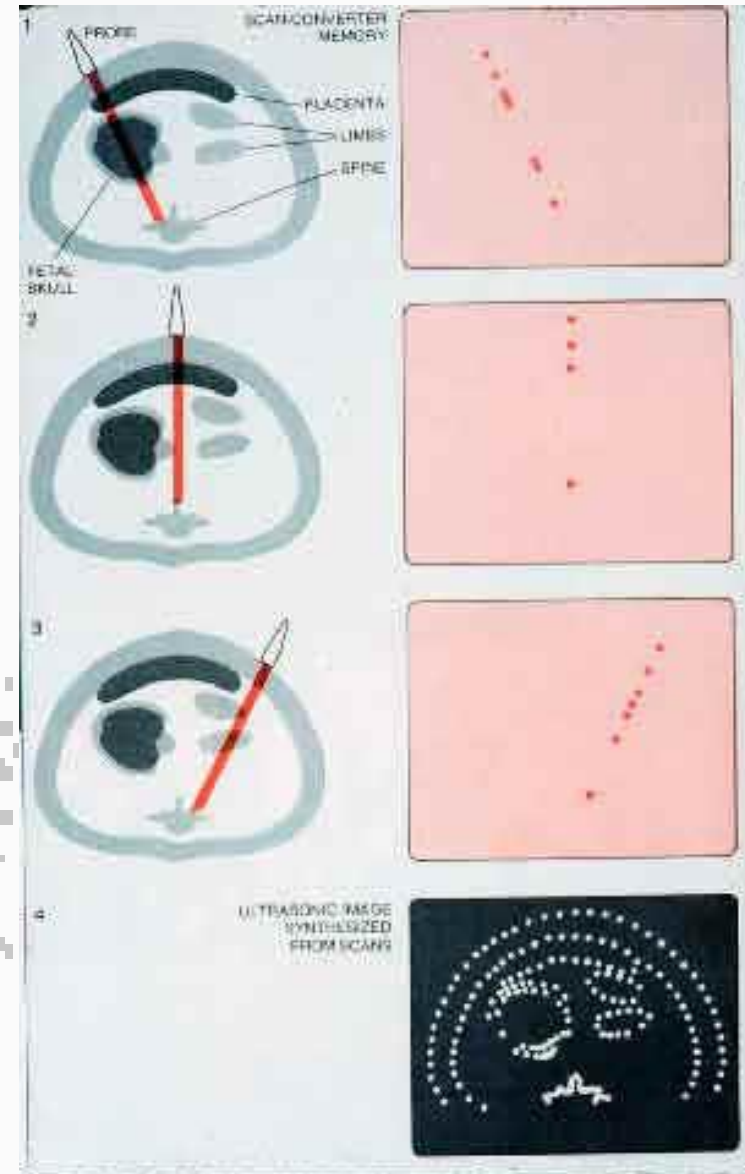 1
PROBE
SCAN-CONVERTER
MEMORY
PLACENTA
LIMBS
SPINE
FETAL
SKULL
2
3
4
ULTRASONIC IMAGE
SYNTHESIZED
FROM SCANS